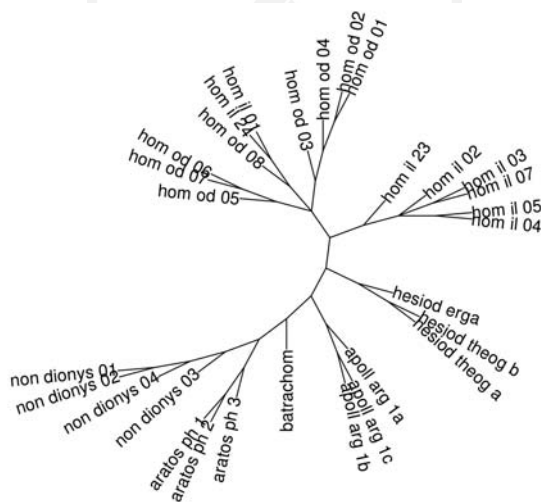 hom od 02
hom od 01
hom od 04
hom od 03
hom il 01
hom il 24
hom od 08
hom od 06
hom od 07
hom od 05
hom il 23
hom il 02
hom il 03
hom il 07
hom il 05
hom il 04
hesiod erga
hesiod theog b
hesiod theog a
apoll arg 1a
apoll arg 1c
apoll arg 1b
batrachom
aratos ph 3
aratos ph 2
aratos ph 1
non dionys 03
non dionys 04
non dionys 02
non dionys 01